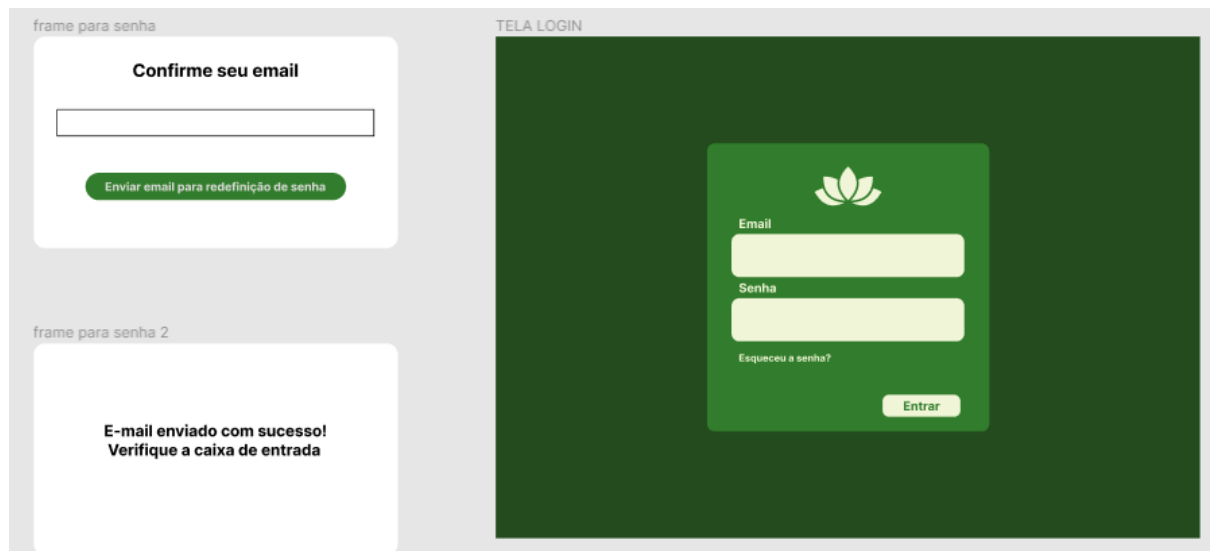 frame para senha
Confirme seu email
Enviar email para redefinição de senha
frame para senha 2
E-mail enviado com sucesso!
Verifique a caixa de entrada
TELA LOGIN
Email
Senha
Esqueceu a senha?
Entrar